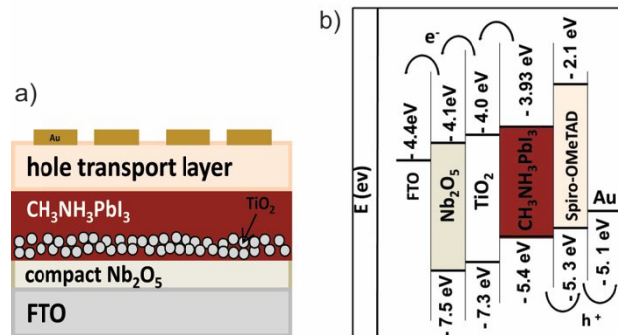 a)
Au
hole transport layer
CH₃NH₃PbI₃
TiO₂
compact Nb₂O₅
FTO
b)
E (ev)
e⁻
- 4.4eV
FTO
- 4.1eV
Nb₂O₅
- 7.5 eV
- 4.0 eV
TiO₂
- 7.3 eV
- 3.93 eV
CH₃NH₃PbI₃
- 5.4 eV
- 2.1 eV
Spiro-OMeTAD
- 5. 3 eV
Au
- 5. 1 eV
h⁺